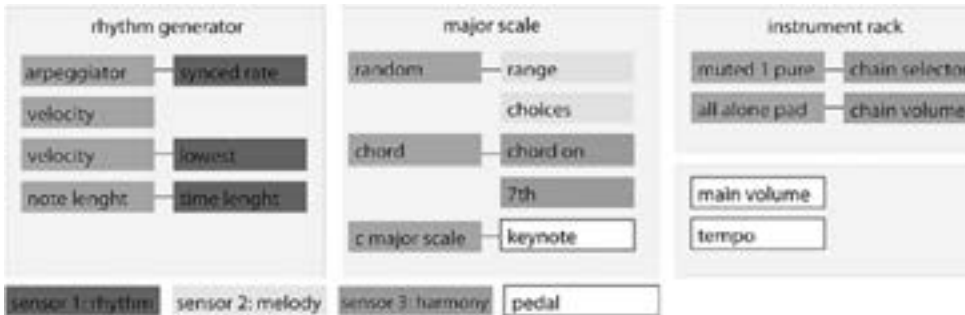 rhythm generator
arpeggiator synced rate
velocity
velocity lowest
note lenght time lenght
major scale
random range
choices
chord chord on
7th
c major scale keynote
instrument rack
muted 1 pure chain selector
all alone pad chain volume
main volume
tempo
sensor 1: rhythm sensor 2: melody sensor 3: harmony pedal